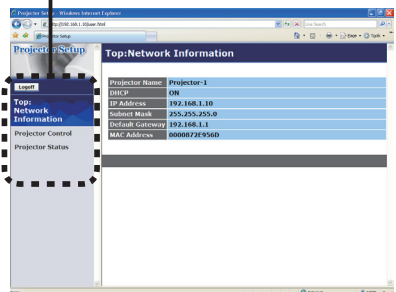 Projector Setup - Windows Internet Explorer
Live Search
Projector Setup
Page
Tools
Projector Setup
Logoff
Top:
Network
Information
Projector Control
Projector Status
Top:Network Information
Projector Name Projector-1
DHCP ON
IP Address 192.168.1.10
Subnet Mask 255.255.255.0
Default Gateway 192.168.1.1
MAC Address 0000872E956D